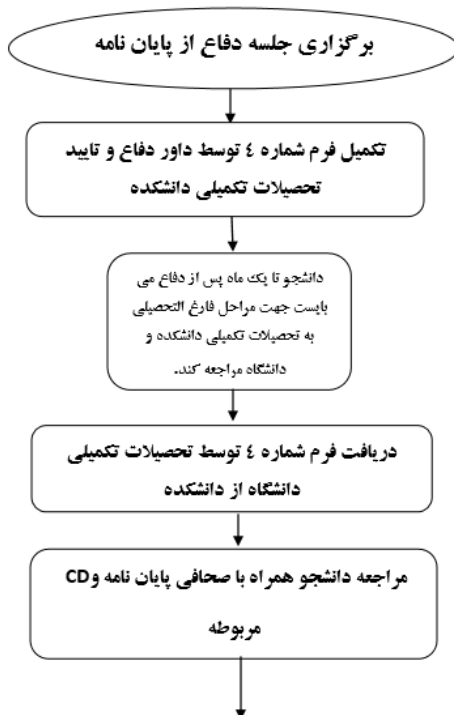 برگزاری جلسه دفاع از پایان نامه
تکمیل فرم شماره ٤ توسط داور دفاع و تایید
تحصیلات تکمیلی دانشکده
دانشجو تا یک ماه پس از دفاع می
بایست جهت مراحل فارغ التحصیلی
به تحصیلات تکمیلی دانشکده و
دانشگاه مراجعه کند.
دریافت فرم شماره ٤ توسط تحصیلات تکمیلی
دانشگاه از دانشکده
مراجعه دانشجو همراه با صحافی پایان نامه وCD
مربوطه